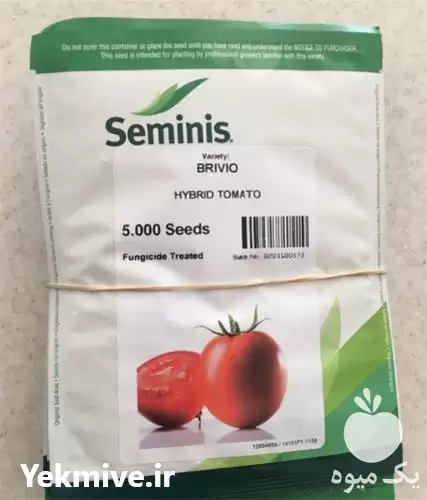 Do not open this container or plant the seed until you have read and understand the NOTICE TO PURCHASER.
This seed is intended for planting by professional growers familiar with this variety.
Seminis®
Variety:
BRIVIO
HYBRID TOMATO
5.000 Seeds
Fungicide Treated
یک میوه
Yekmive.ir